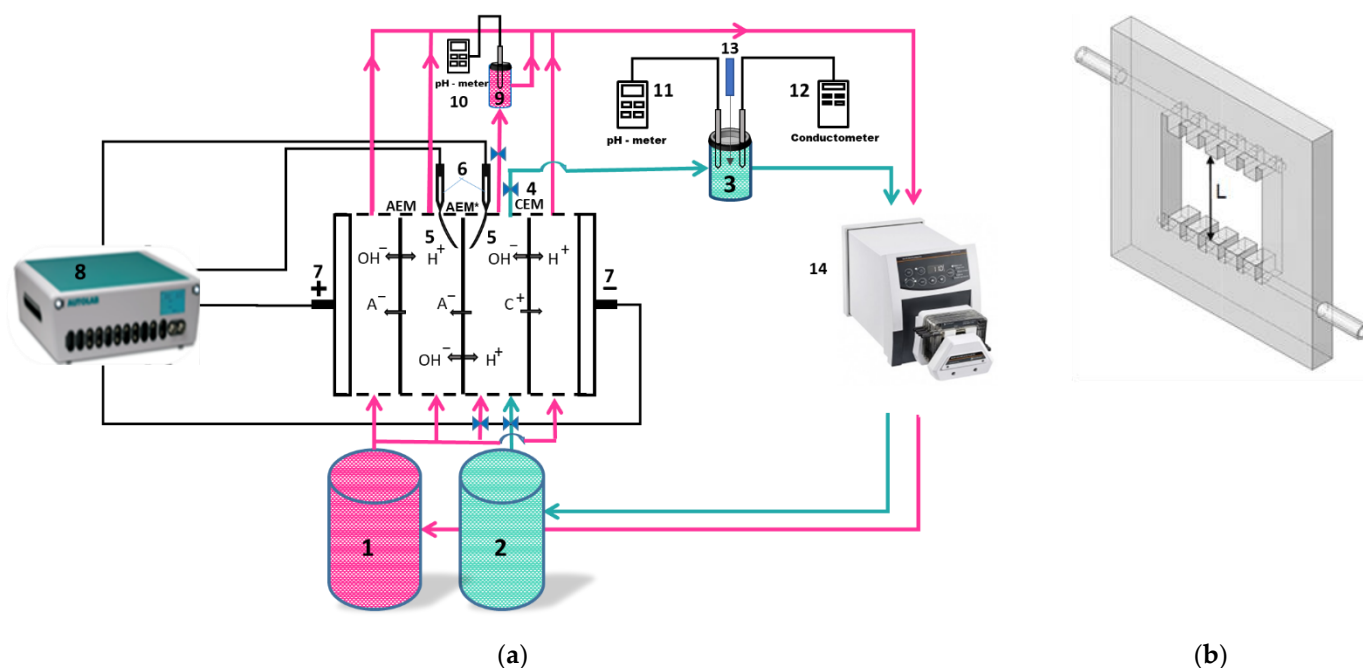 pH - meter
10
9
13
11
pH - meter
12
Conductometer
3
6
4
AEM
AEM*
CEM
5
5
OH⁻
H⁺
OH⁻
H⁺
A⁻
A⁻
C⁺
OH⁻
H⁺
7
+
7
–
8
AUTOLAB
14
1
2
L
(a)
(b)